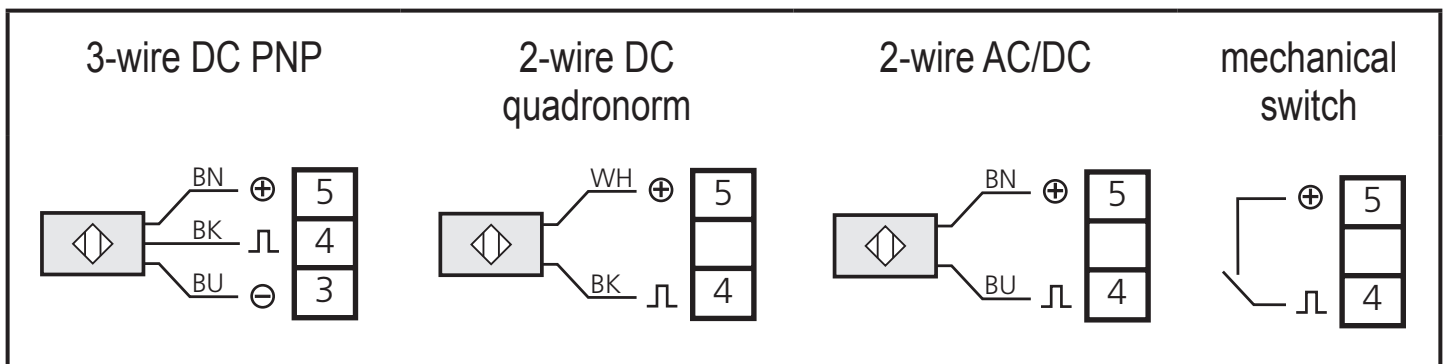 3-wire DC PNP
2-wire DC
quadronorm
2-wire AC/DC
mechanical
switch
BN
5
BK
4
BU
3
WH
5
BK
4
BN
5
BU
4
5
4